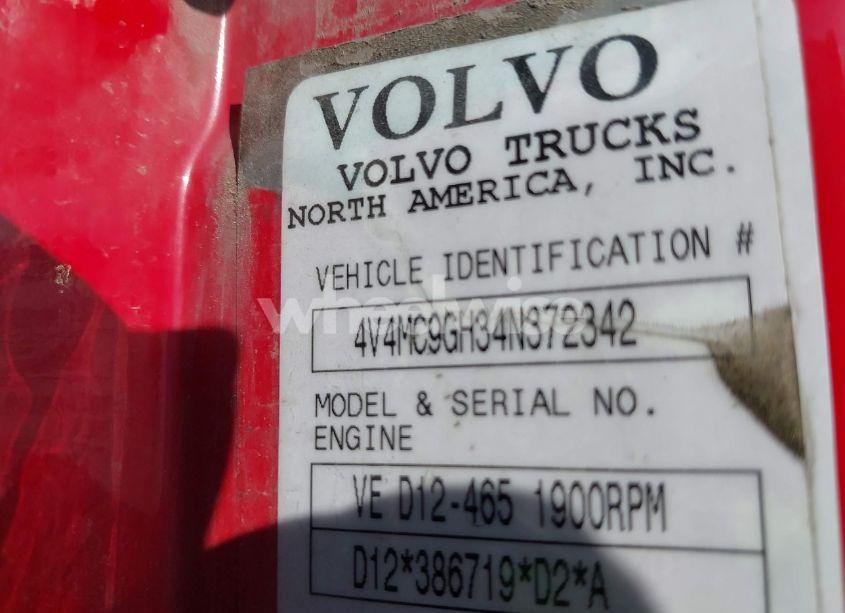 VOLVO
VOLVO TRUCKS
NORTH AMERICA, INC.
VEHICLE IDENTIFICATION #
wheelwise
4V4MC9GH34N372342
MODEL & SERIAL NO.
ENGINE
VE D12-465 1900RPM
D12*386719*D2*A